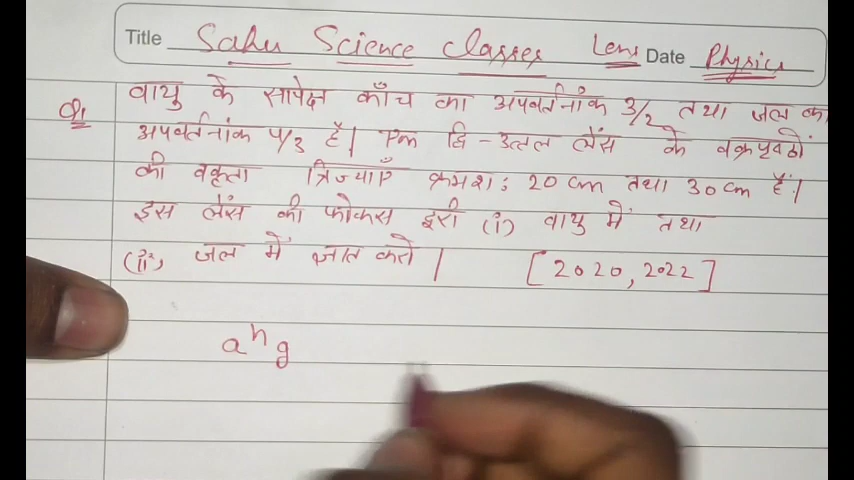 Title Sahu Science Classes Lens Date Physics
Q1 वायु के सापेक्ष काँच का अपवर्तनांक 3/2 तथा जल का
अपवर्तनांक 4/3 है। एक द्वि-उत्तल लेंस के वक्रपृष्ठों
की वक्रता त्रिज्याएँ क्रमशः 20 cm तथा 30 cm हैं।
इस लेंस की फोकस दूरी (i) वायु में तथा
(ii) जल में ज्ञात करो। [2020, 2022]
a n g